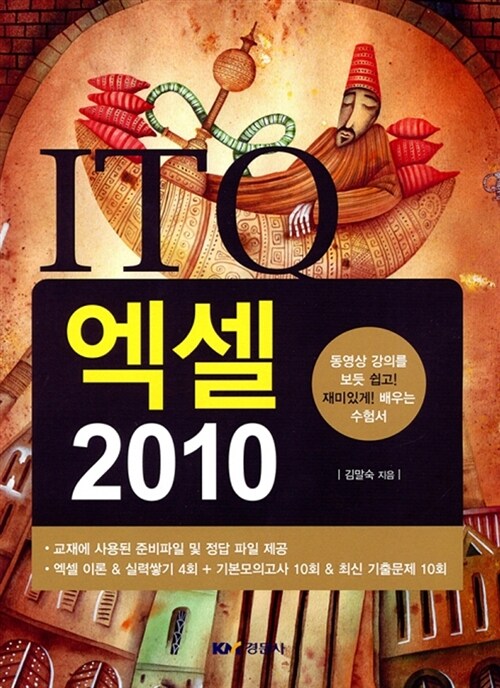 ITQ
엑셀
2010
동영상 강의를
보듯 쉽고!
재미있게! 배우는
수험서
| 김말숙 지음 |
• 교재에 사용된 준비파일 및 정답 파일 제공
• 엑셀 이론 & 실력쌓기 4회 + 기본모의고사 10회 & 최신 기출문제 10회
KM 경문사